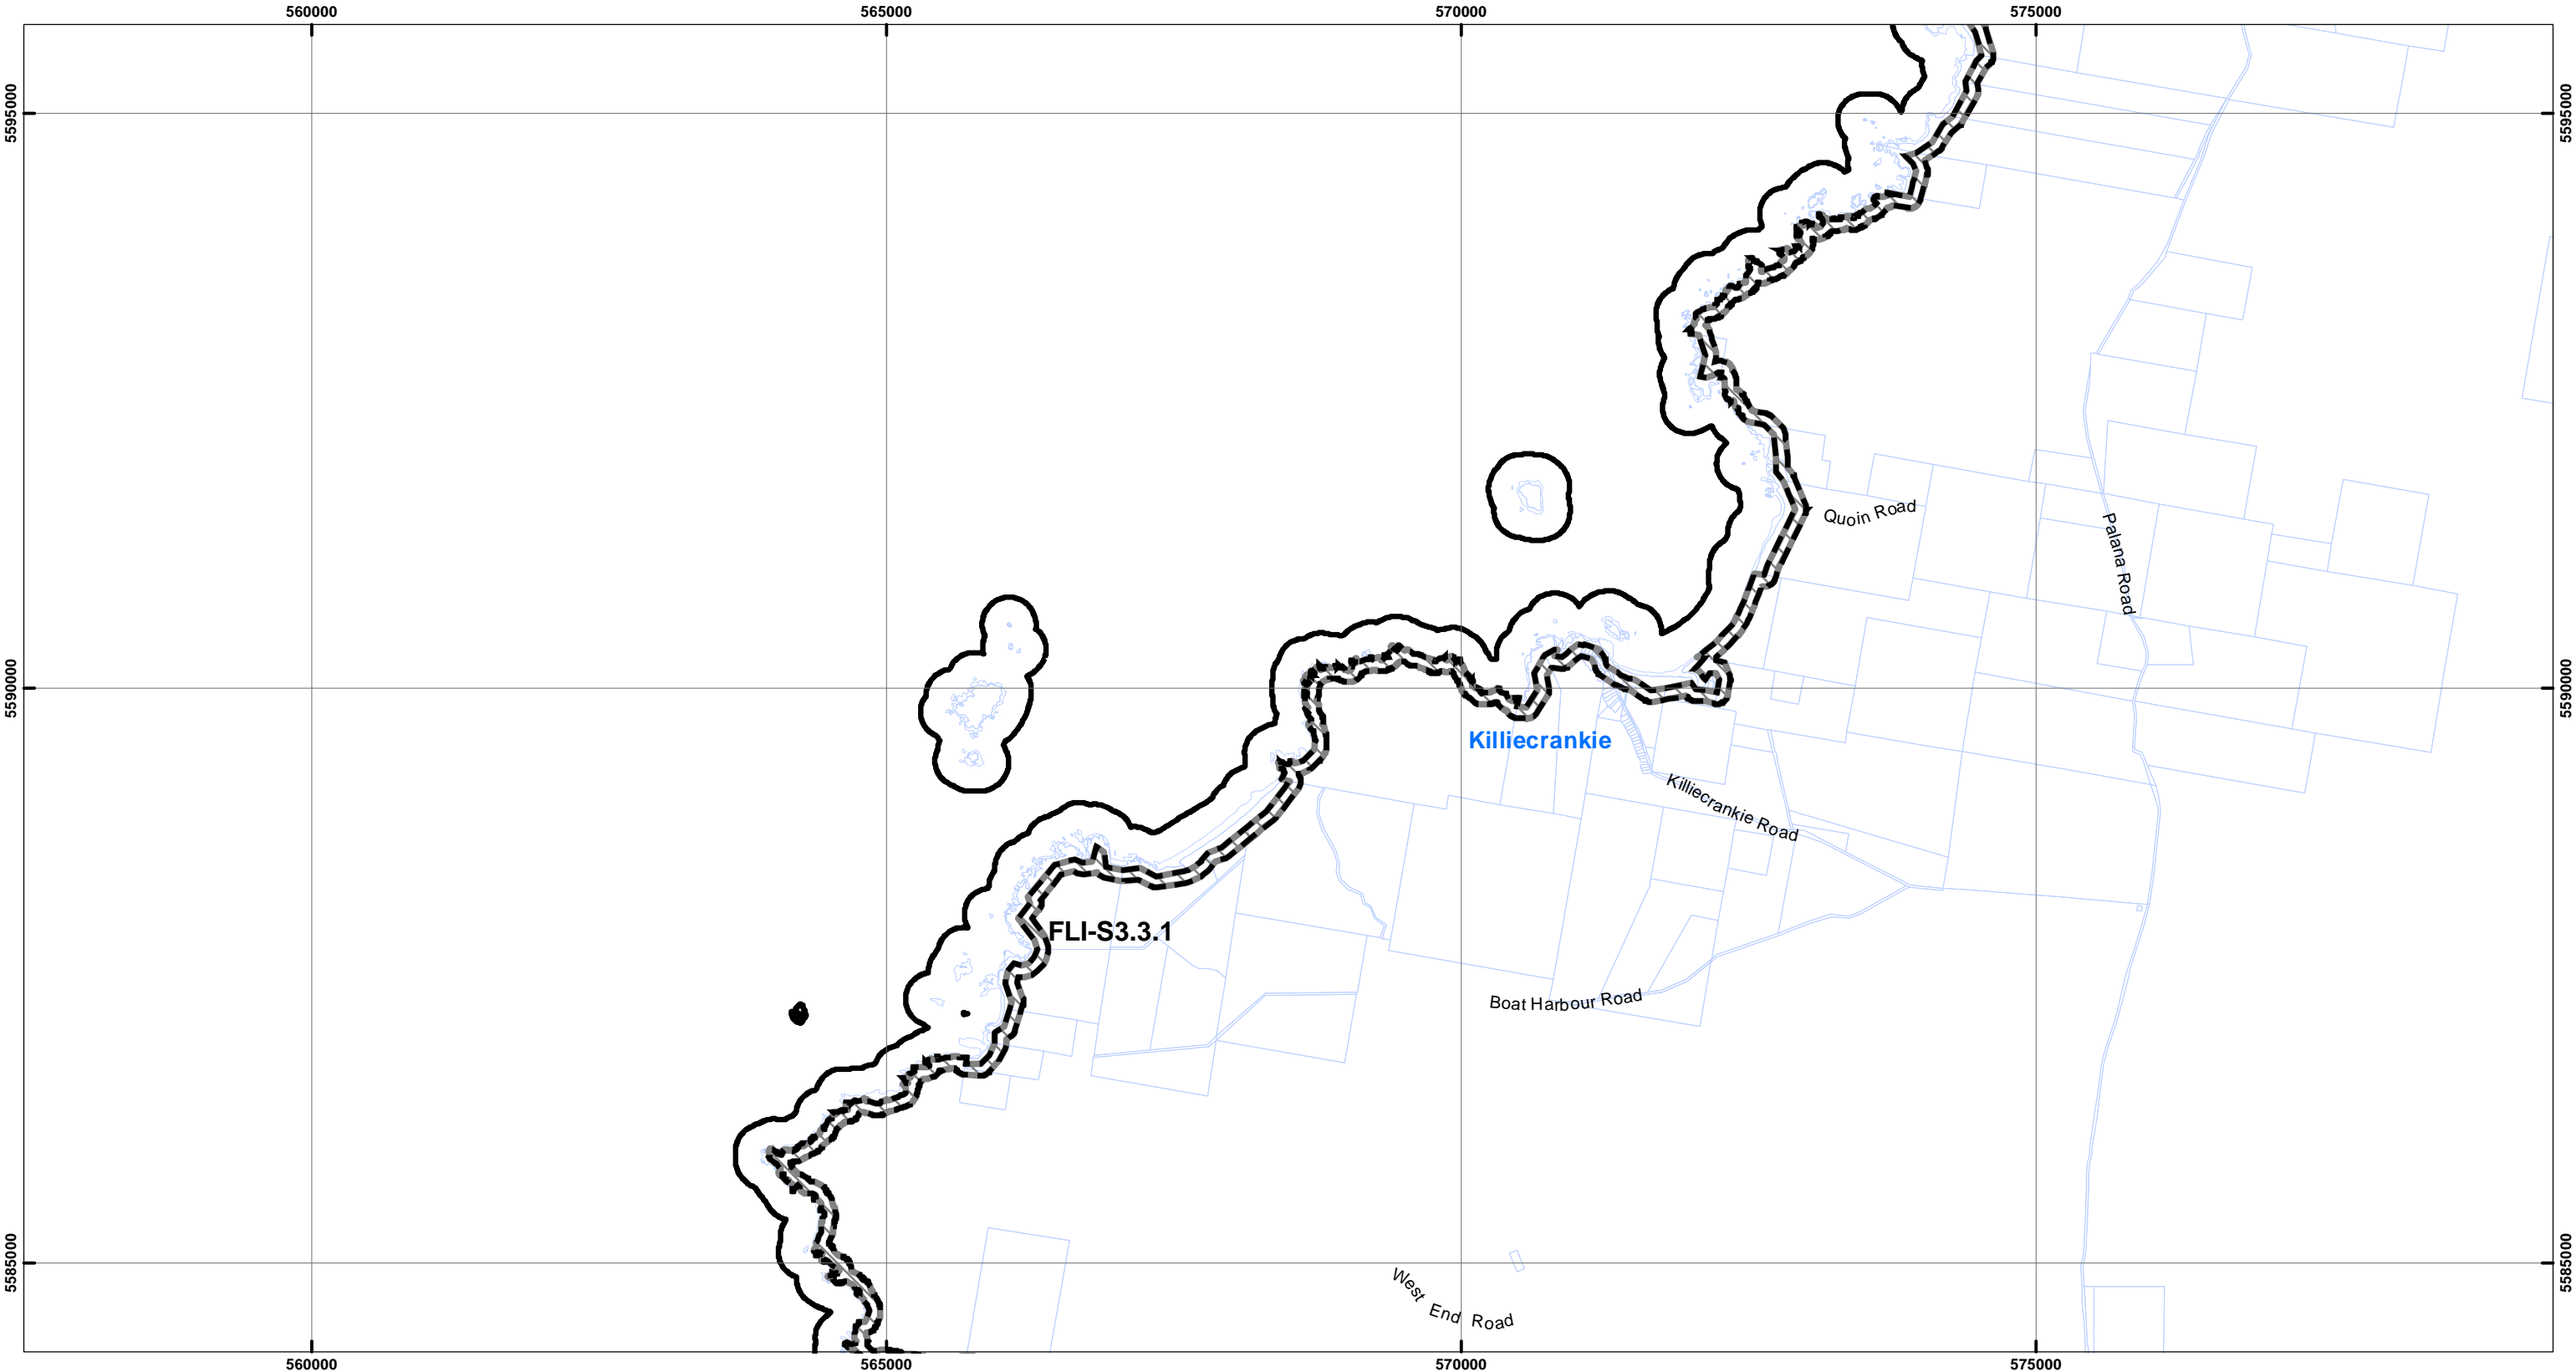 560000 565000 570000 575000
5595000 5595000
Quoin Road
Palana Road
5590000 5590000
Killiecrankie
Killiecrankie Road
FLI-S3.3.1
Boat Harbour Road
5585000 5585000
West End Road
560000 565000 570000 575000